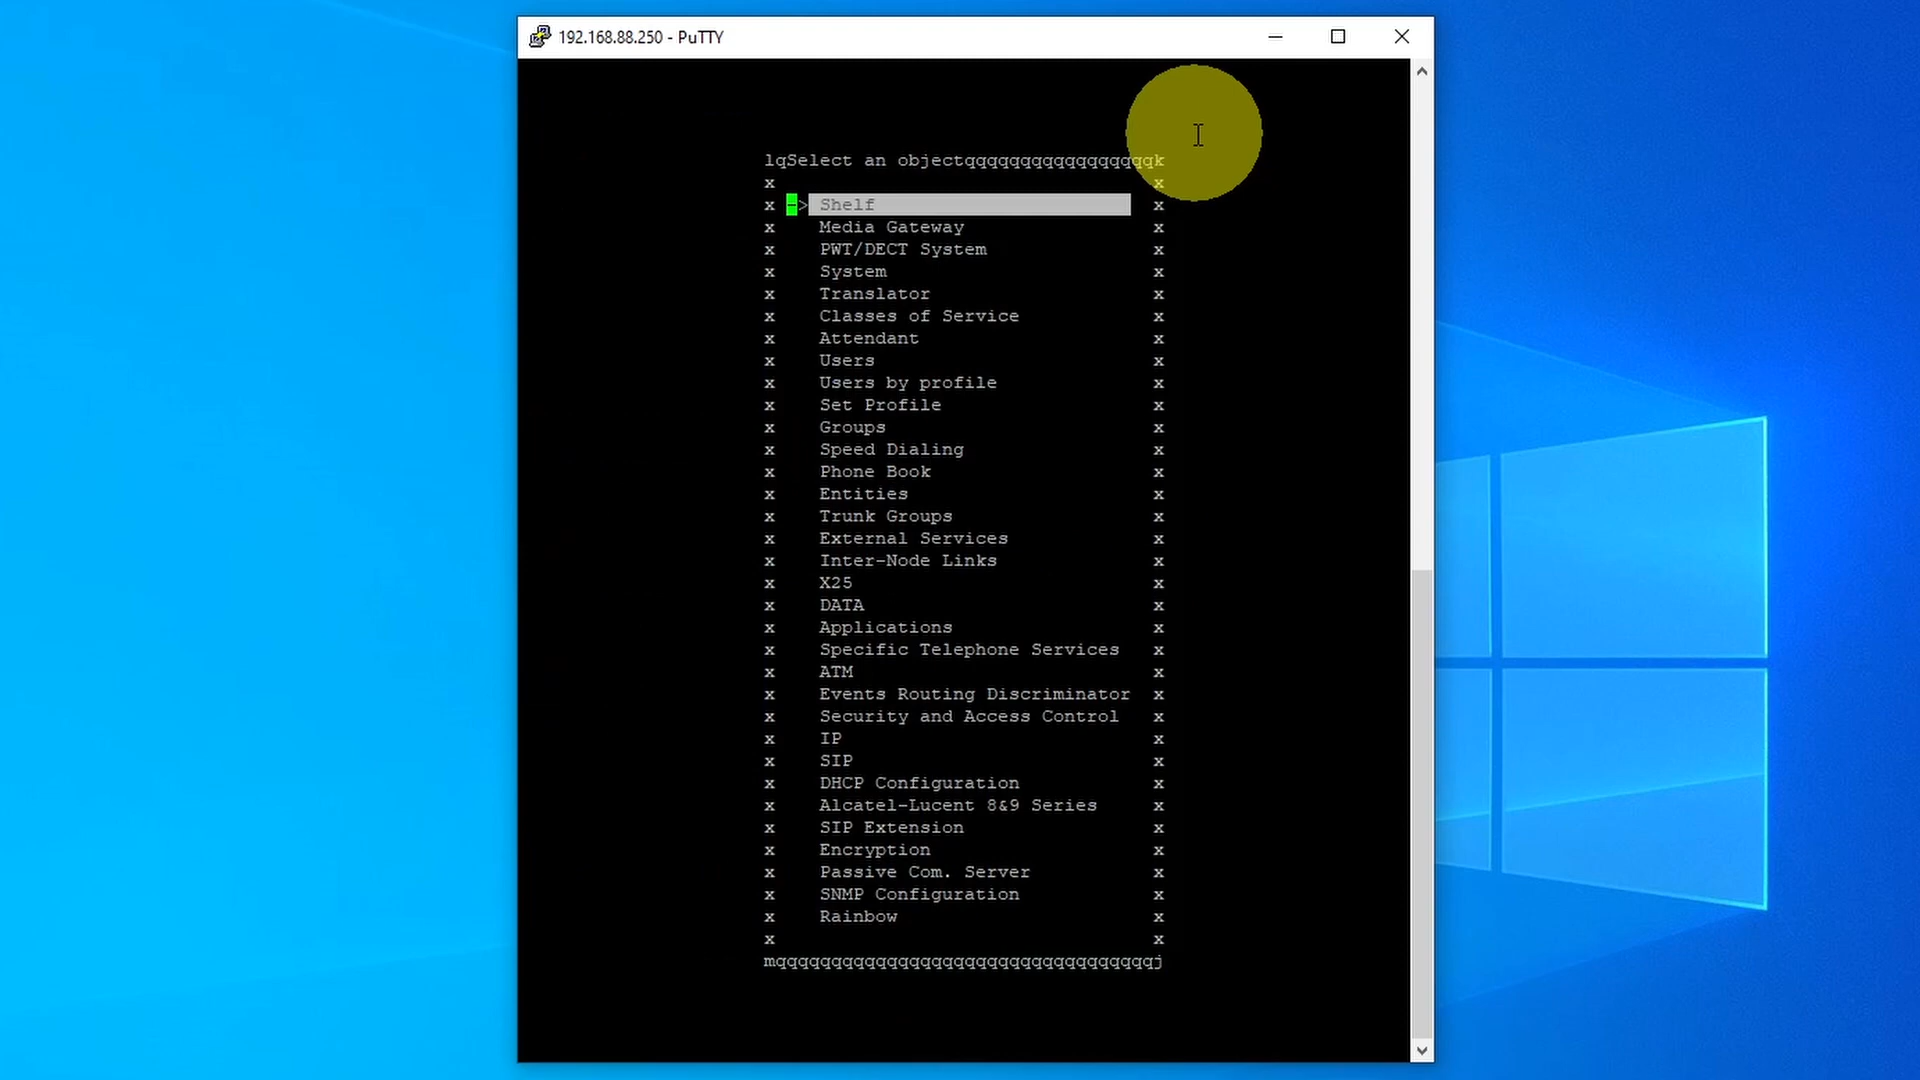 192.168.88.250 - PuTTY
lqSelect an objectqqqqqqqqqqqqqqqqqk
x x
x -> Shelf x
x Media Gateway x
x PWT/DECT System x
x System x
x Translator x
x Classes of Service x
x Attendant x
x Users x
x Users by profile x
x Set Profile x
x Groups x
x Speed Dialing x
x Phone Book x
x Entities x
x Trunk Groups x
x External Services x
x Inter-Node Links x
x X25 x
x DATA x
x Applications x
x Specific Telephone Services x
x ATM x
x Events Routing Discriminator x
x Security and Access Control x
x IP x
x SIP x
x DHCP Configuration x
x Alcatel-Lucent 8&9 Series x
x SIP Extension x
x Encryption x
x Passive Com. Server x
x SNMP Configuration x
x Rainbow x
x x
mqqqqqqqqqqqqqqqqqqqqqqqqqqqqqqqqqqj